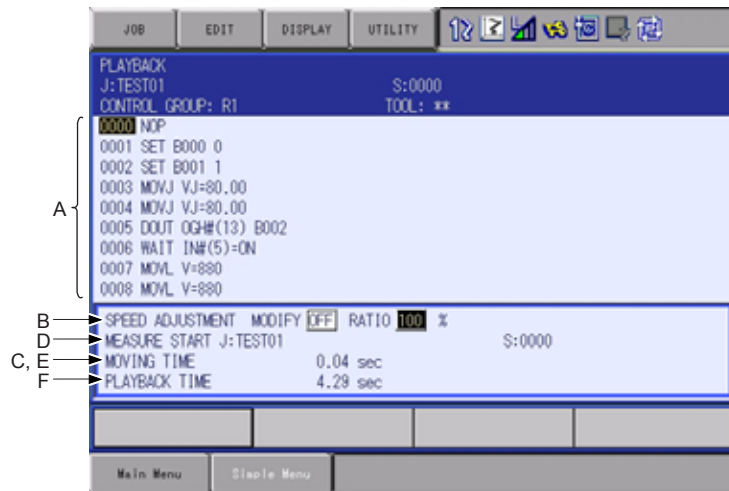 JOB EDIT DISPLAY UTILITY
PLAYBACK
J:TEST01 S:0000
CONTROL GROUP: R1 TOOL: **
A
0000 NOP
0001 SET B000 0
0002 SET B001 1
0003 MOVJ VJ=80.00
0004 MOVJ VJ=80.00
0005 DOUT OGH#(13) B002
0006 WAIT IN#(5)=ON
0007 MOVL V=880
0008 MOVL V=880
B SPEED ADJUSTMENT MODIFY OFF RATIO 100 %
D MEASURE START J:TEST01 S:0000
C, E MOVING TIME 0.04 sec
F PLAYBACK TIME 4.29 sec
Main Menu Simple Menu